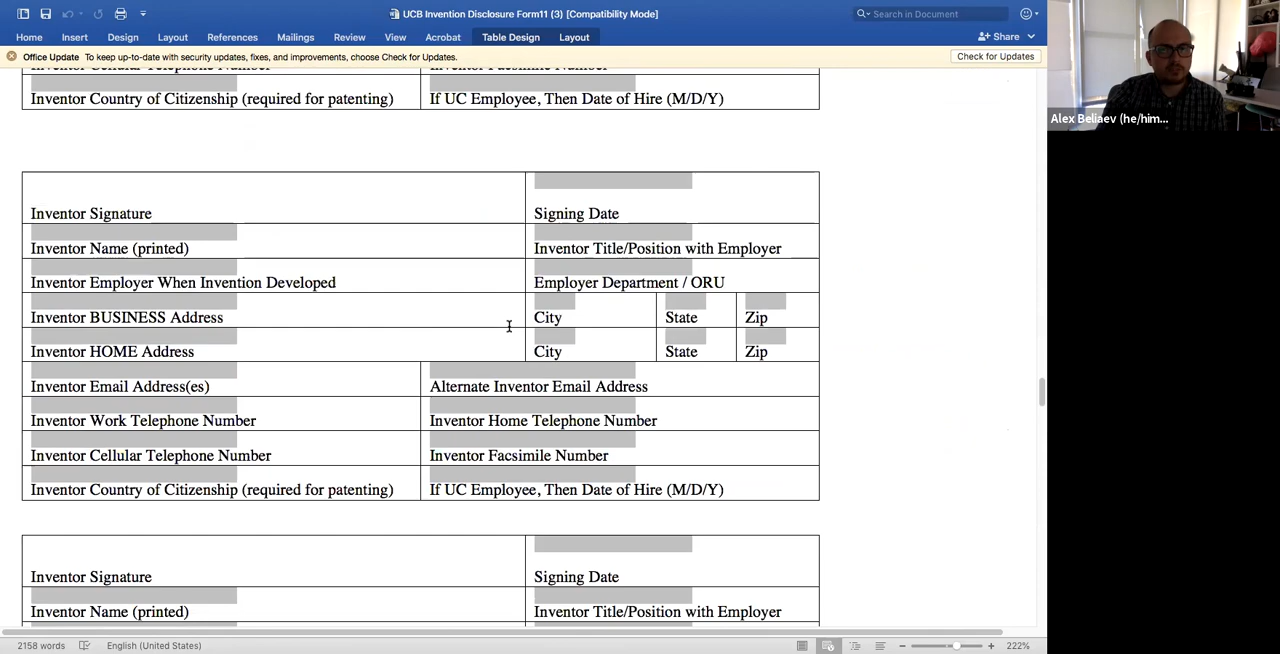 UCB Invention Disclosure Form11 (3) [Compatibility Mode]
Search in Document
Home Insert Design Layout References Mailings Review View Acrobat Table Design Layout
Share
Office Update To keep up-to-date with security updates, fixes, and improvements, choose Check for Updates.
Check for Updates
Inventor Cellular Telephone Number Inventor Facsimile Number
Inventor Country of Citizenship (required for patenting) If UC Employee, Then Date of Hire (M/D/Y)
Inventor Signature Signing Date
Inventor Name (printed) Inventor Title/Position with Employer
Inventor Employer When Invention Developed Employer Department / ORU
Inventor BUSINESS Address City State Zip
Inventor HOME Address City State Zip
Inventor Email Address(es) Alternate Inventor Email Address
Inventor Work Telephone Number Inventor Home Telephone Number
Inventor Cellular Telephone Number Inventor Facsimile Number
Inventor Country of Citizenship (required for patenting) If UC Employee, Then Date of Hire (M/D/Y)
Inventor Signature Signing Date
Inventor Name (printed) Inventor Title/Position with Employer
2158 words English (United States) 222%
Alex Beliaev (he/him...